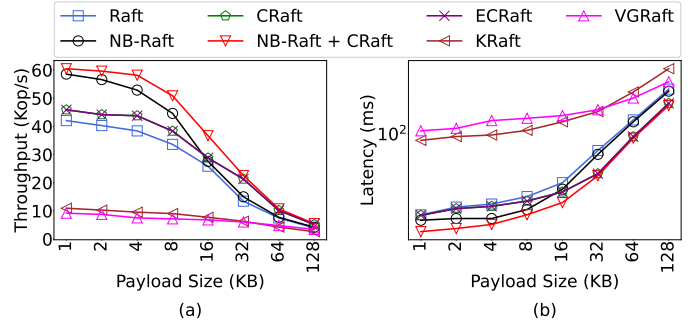 Raft CRaft ECRaft VGRaft
NB-Raft NB-Raft + CRaft KRaft
Throughput (Kop/s)
60
50
40
30
20
10
0
1 2 4 8 16 32 64 128
Payload Size (KB)
(a)
Latency (ms)
10²
1 2 4 8 16 32 64 128
Payload Size (KB)
(b)